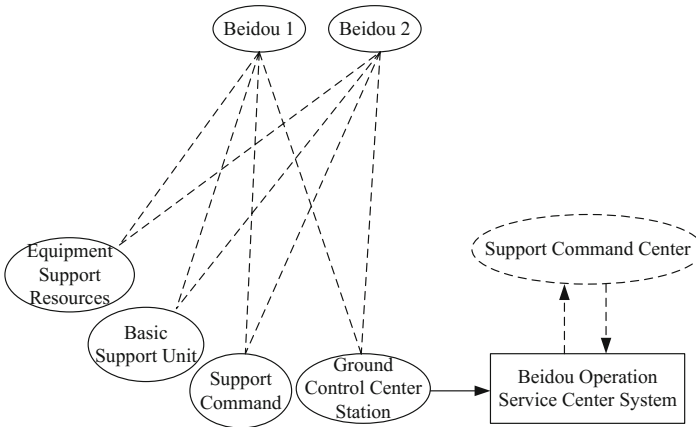 Beidou 1
Beidou 2
Equipment
Support
Resources
Support Command Center
Basic
Support Unit
Support
Command
Ground
Control Center
Station
Beidou Operation
Service Center System